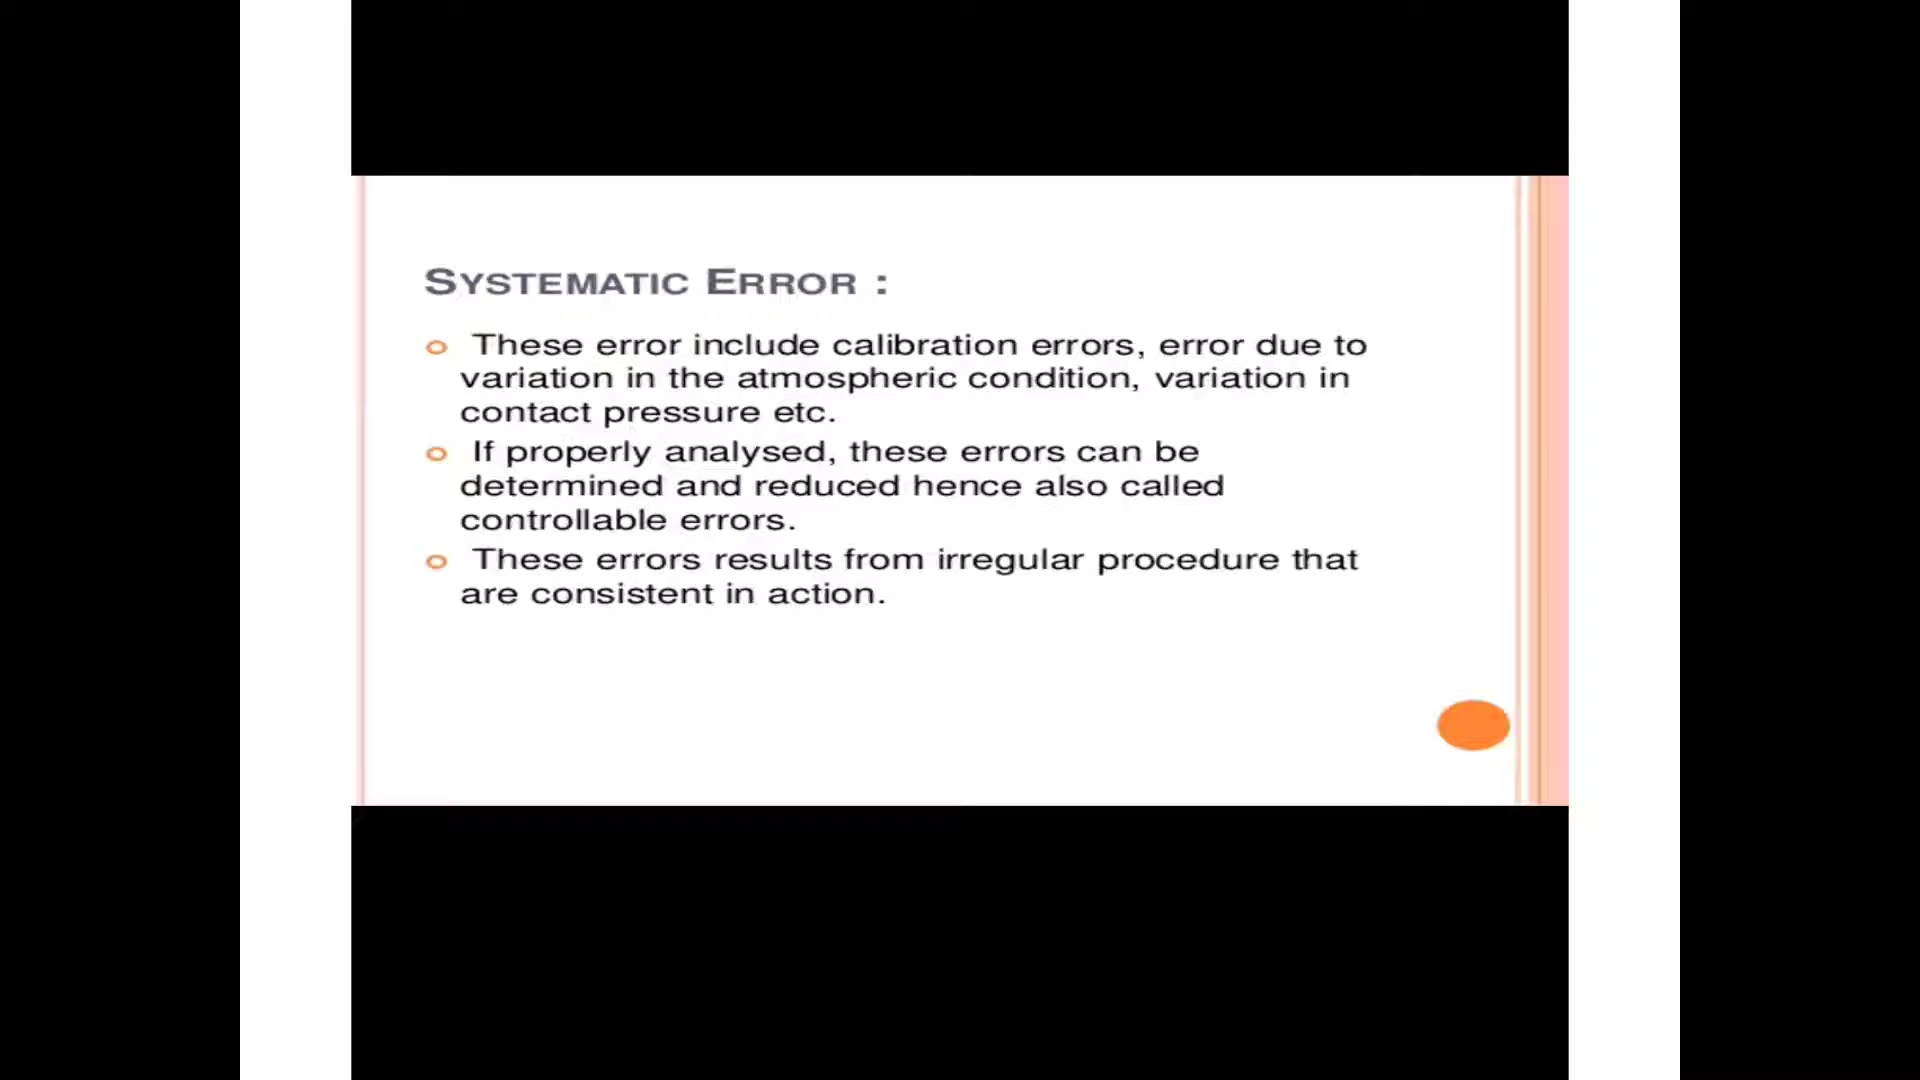 SYSTEMATIC ERROR :
These error include calibration errors, error due to
variation in the atmospheric condition, variation in
contact pressure etc.
If properly analysed, these errors can be
determined and reduced hence also called
controllable errors.
These errors results from irregular procedure that
are consistent in action.